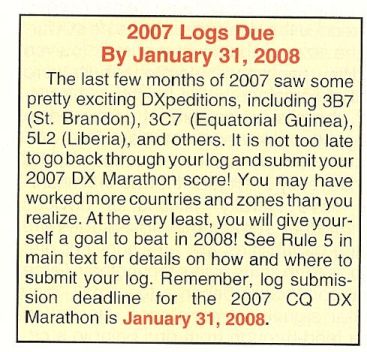 2007 Logs Due
By January 31, 2008
The last few months of 2007 saw some
pretty exciting DXpeditions, including 3B7
(St. Brandon), 3C7 (Equatorial Guinea),
5L2 (Liberia), and others. It is not too late
to go back through your log and submit your
2007 DX Marathon score! You may have
worked more countries and zones than you
realize. At the very least, you will give your-
self a goal to beat in 2008! See Rule 5 in
main text for details on how and where to
submit your log. Remember, log submis-
sion deadline for the 2007 CQ DX
Marathon is January 31, 2008.